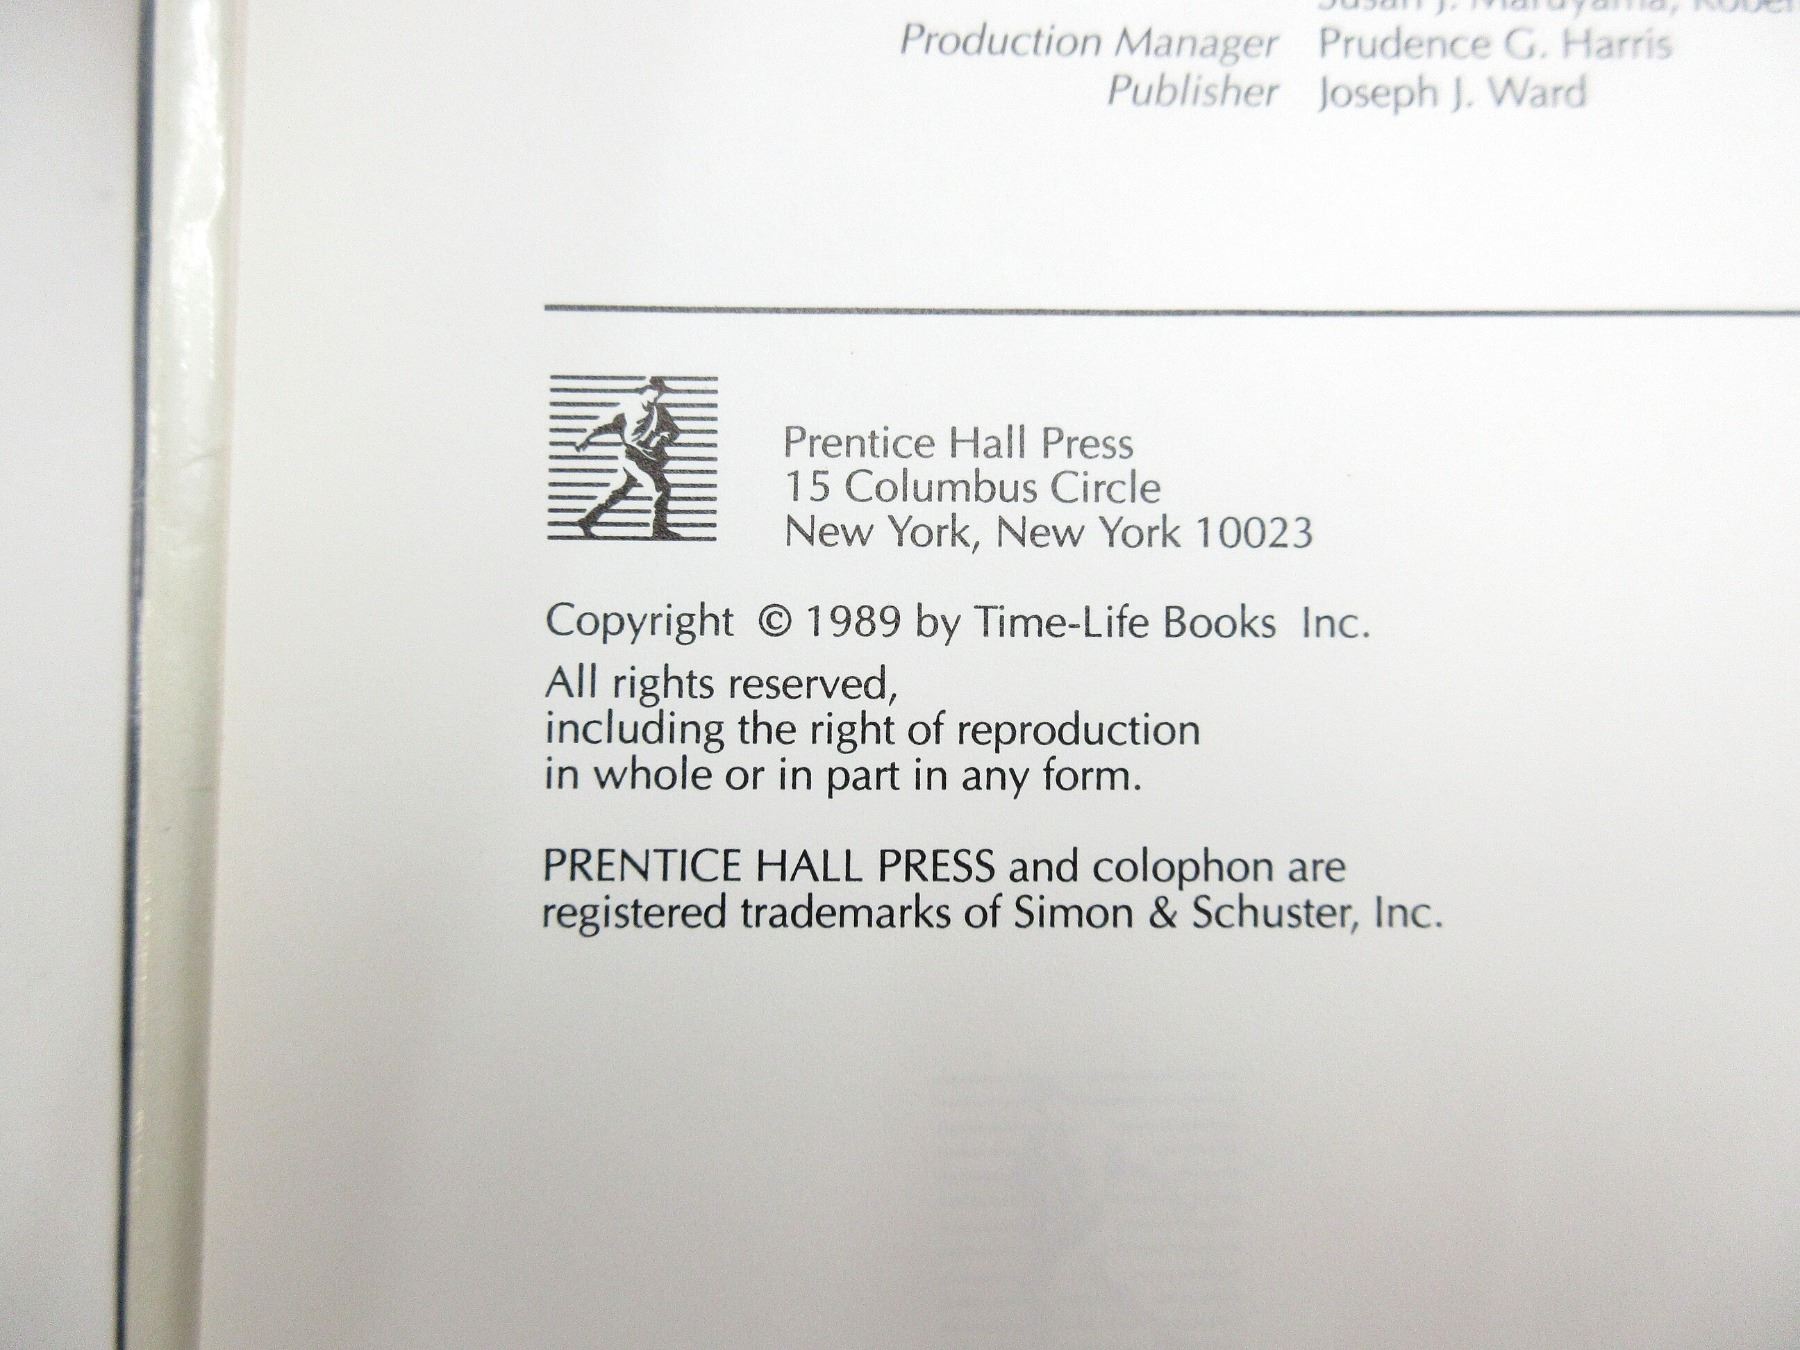 Susan J. Maruyama,
Production Manager Prudence G. Harris
Publisher Joseph J. Ward
Prentice Hall Press
15 Columbus Circle
New York, New York 10023
Copyright © 1989 by Time-Life Books Inc.
All rights reserved,
including the right of reproduction
in whole or in part in any form.
PRENTICE HALL PRESS and colophon are
registered trademarks of Simon & Schuster, Inc.